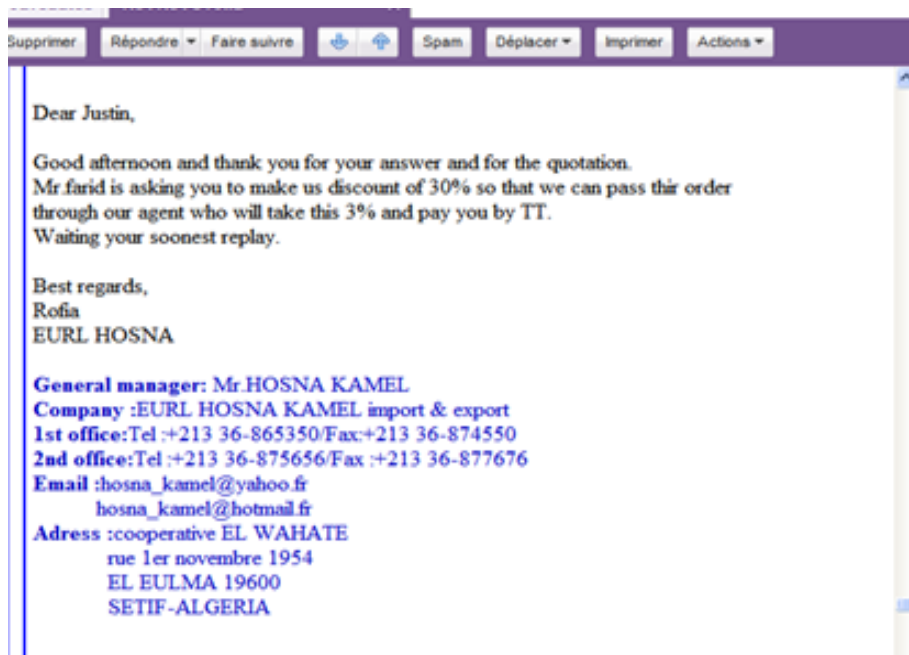 Supprimer Répondre Faire suivre Spam Déplacer Imprimer Actions
Dear Justin,
Good afternoon and thank you for your answer and for the quotation.
Mr.farid is asking you to make us discount of 30% so that we can pass thir order
through our agent who will take this 3% and pay you by TT.
Waiting your soonest replay.
Best regards,
Rofia
EURL HOSNA
General manager: Mr.HOSNA KAMEL
Company :EURL HOSNA KAMEL import & export
1st office:Tel :+213 36-865350/Fax:+213 36-874550
2nd office:Tel :+213 36-875656/Fax :+213 36-877676
Email :hosna_kamel@yahoo.fr
hosna_kamel@hotmail.fr
Adress :cooperative EL WAHATE
rue 1er novembre 1954
EL EULMA 19600
SETIF-ALGERIA